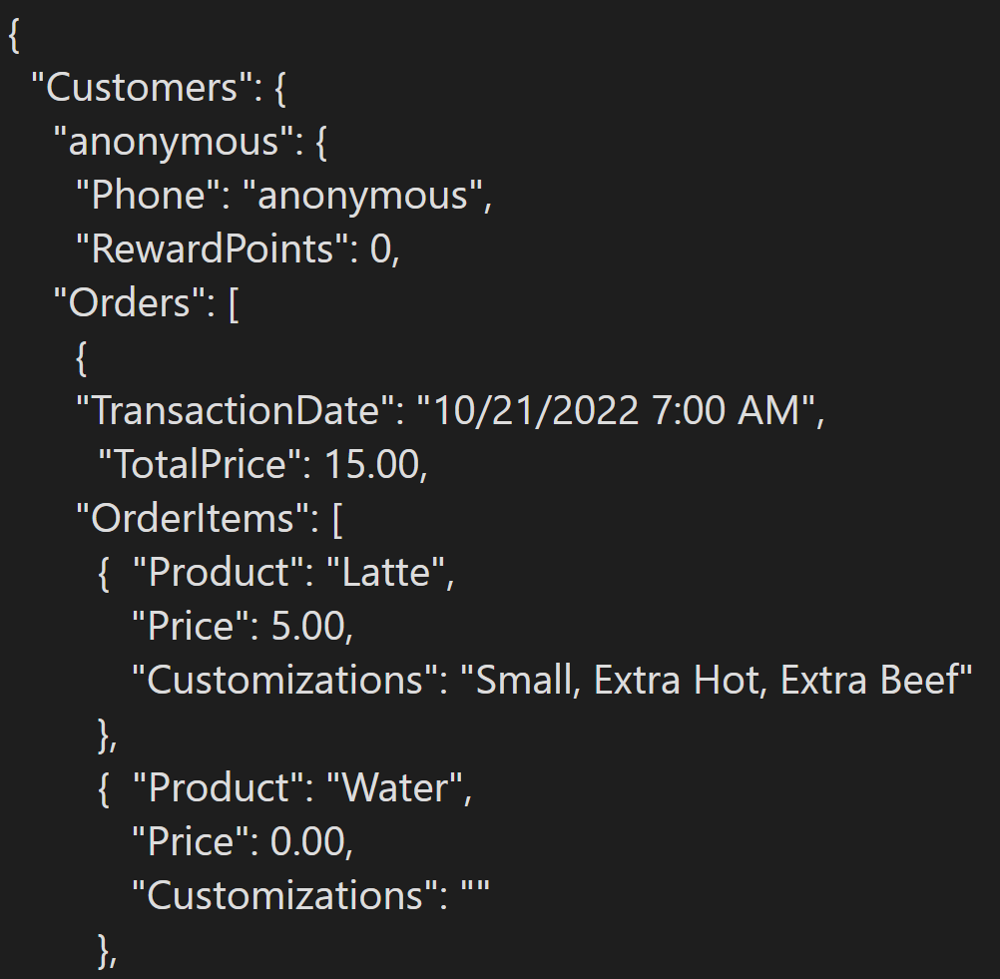 {
"Customers": {
"anonymous": {
"Phone": "anonymous",
"RewardPoints": 0,
"Orders": [
{
"TransactionDate": "10/21/2022 7:00 AM",
"TotalPrice": 15.00,
"OrderItems": [
{ "Product": "Latte",
"Price": 5.00,
"Customizations": "Small, Extra Hot, Extra Beef"
},
{ "Product": "Water",
"Price": 0.00,
"Customizations": ""
},